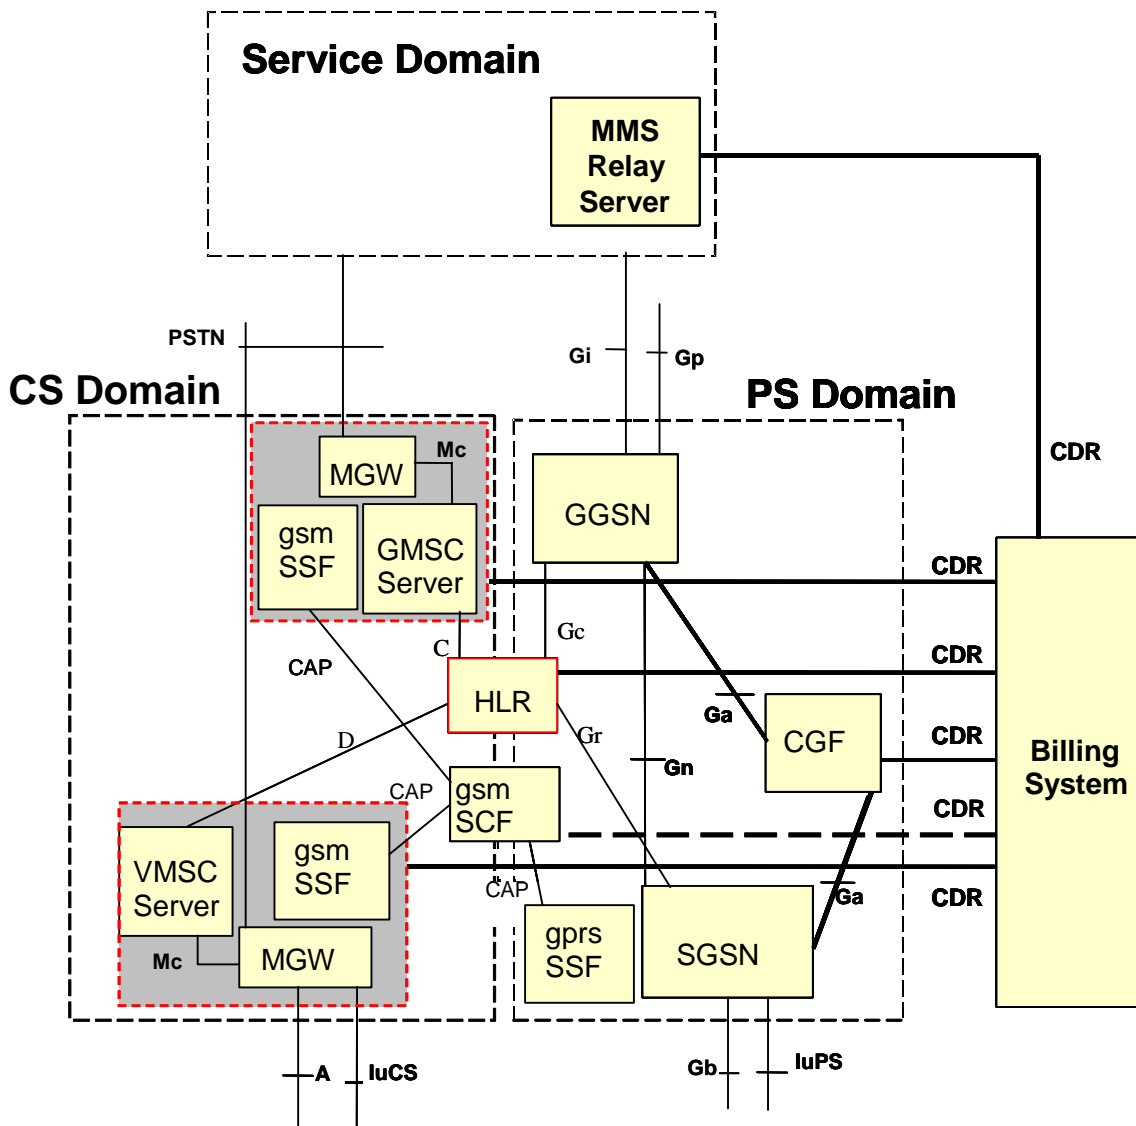 Service Domain
MMS
Relay
Server
PSTN
Gi
Gp
CS Domain
PS Domain
CDR
Mc
MGW
gsm
SSF
GMSC
Server
GGSN
CDR
C
Gc
CAP
HLR
CDR
D
Gr
Ga
CGF
CDR
Gn
Billing
System
CAP
gsm
SCF
CDR
VMSC
Server
gsm
SSF
CAP
Ga
CDR
gprs
SSF
SGSN
Mc
MGW
A
IuCS
Gb
IuPS